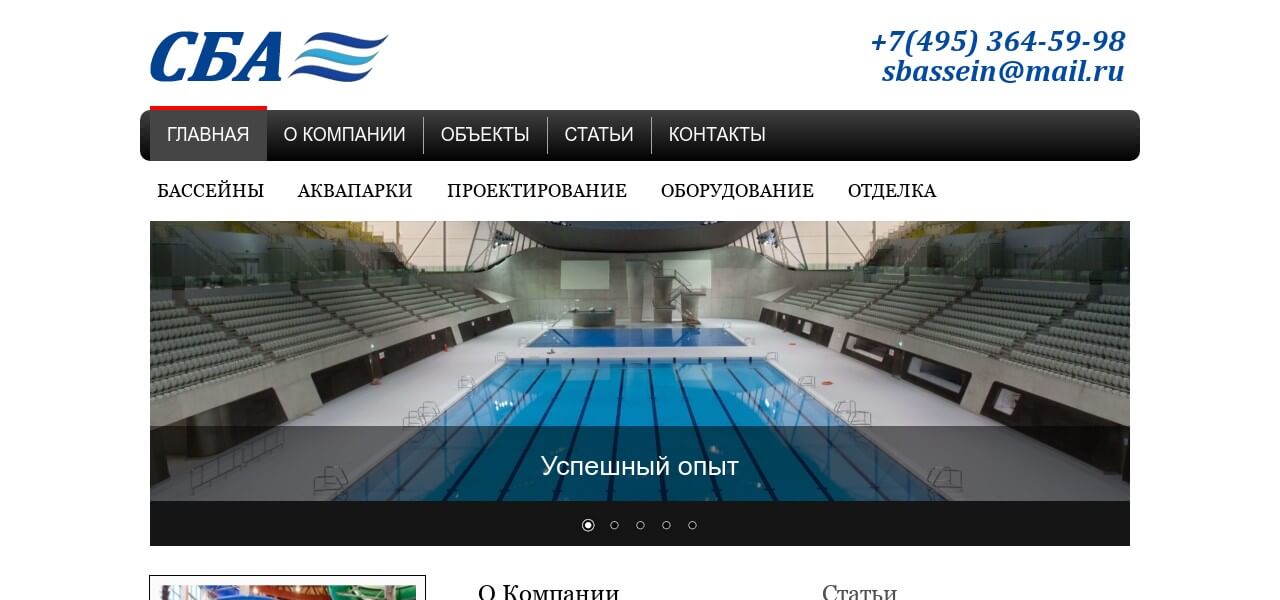 СБА
+7(495) 364-59-98
sbassein@mail.ru
ГЛАВНАЯ О КОМПАНИИ ОБЪЕКТЫ СТАТЬИ КОНТАКТЫ
БАССЕЙНЫ АКВАПАРКИ ПРОЕКТИРОВАНИЕ ОБОРУДОВАНИЕ ОТДЕЛКА
Успешный опыт
О Компании Статьи